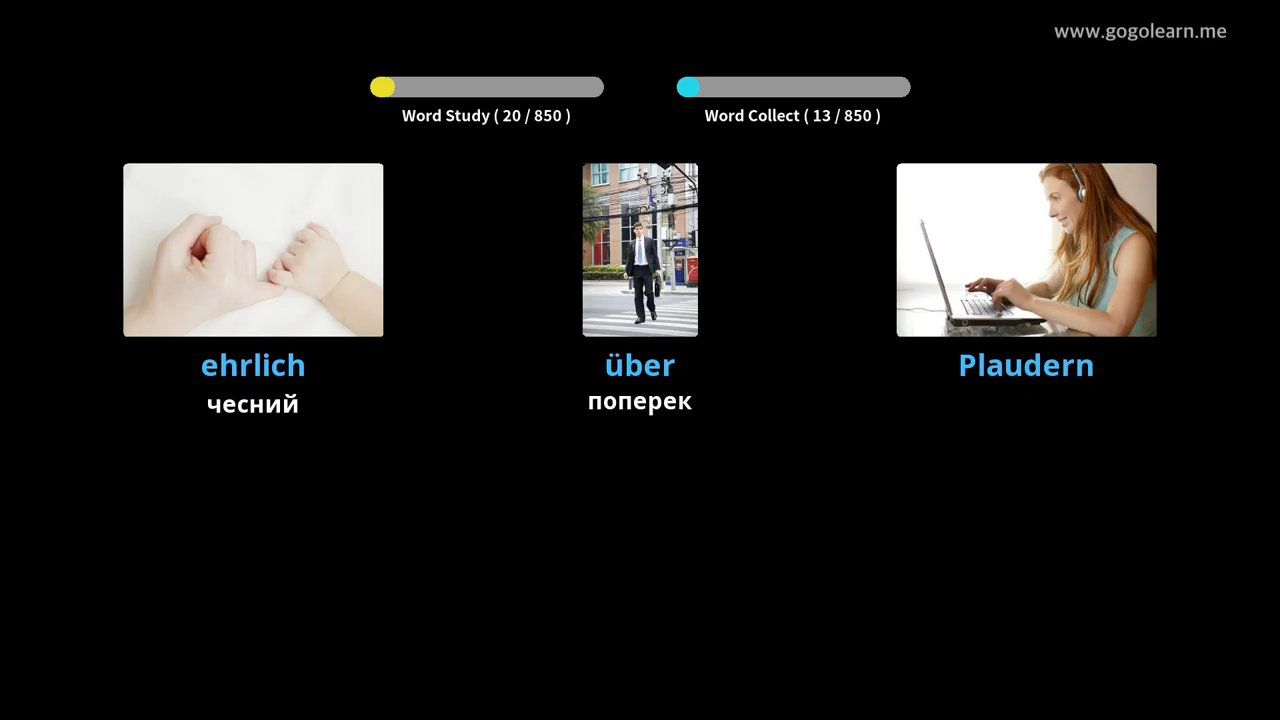 www.gogolearn.me
Word Study ( 20 / 850 )
Word Collect ( 13 / 850 )
ehrlich
чесний
über
поперек
Plaudern